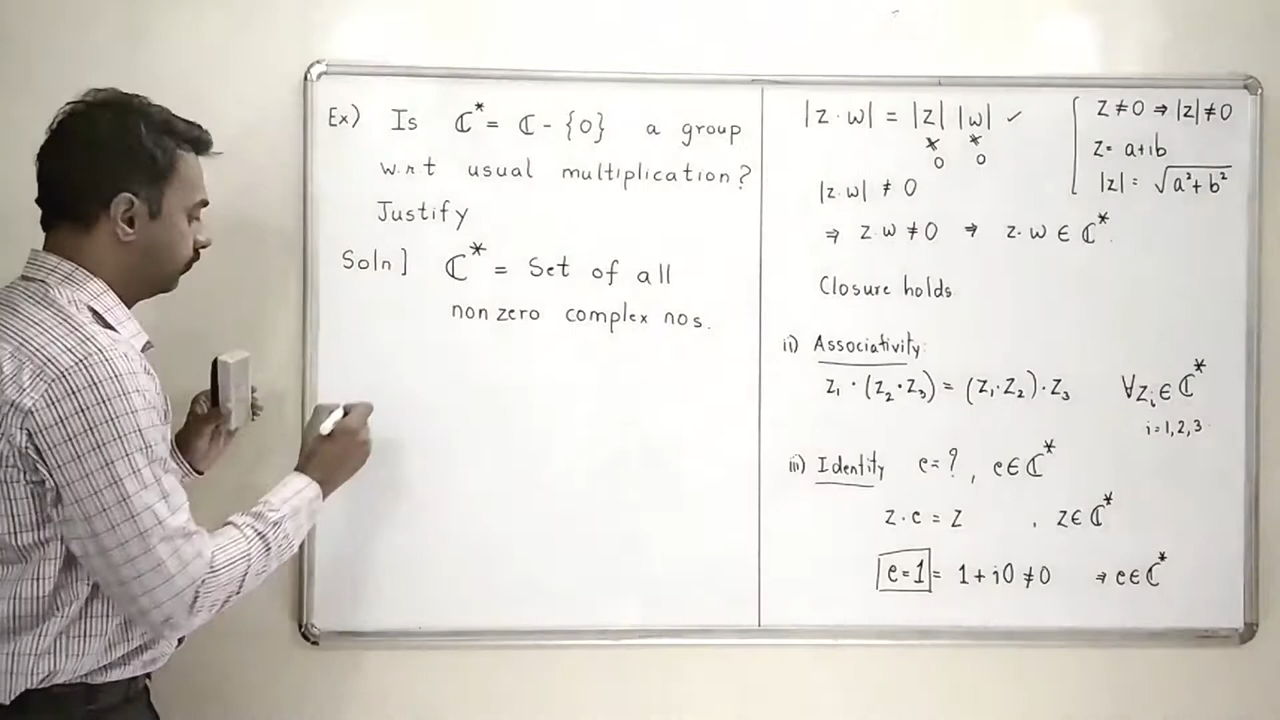 Ex) Is ℂ* = ℂ - {0} a group
w.r.t usual multiplication?
Justify
Soln] ℂ* = Set of all
non zero complex nos.
|z·w| = |z| |w| ✓
≠ ≠
0 0
|z·w| ≠ 0
⇒ z·w ≠ 0 ⇒ z·w ∈ ℂ*.
Closure holds.
z ≠ 0 ⇒ |z| ≠ 0
z = a+ib
|z| = √a²+b²
ii) Associativity:
z₁ · (z₂ · z₃) = (z₁·z₂) · z₃ ∀ zᵢ ∈ ℂ*
i=1,2,3.
iii) Identity e = ? , e ∈ ℂ*
z · e = z , z ∈ ℂ*
e=1 = 1 + i0 ≠ 0 ⇒ e ∈ ℂ*